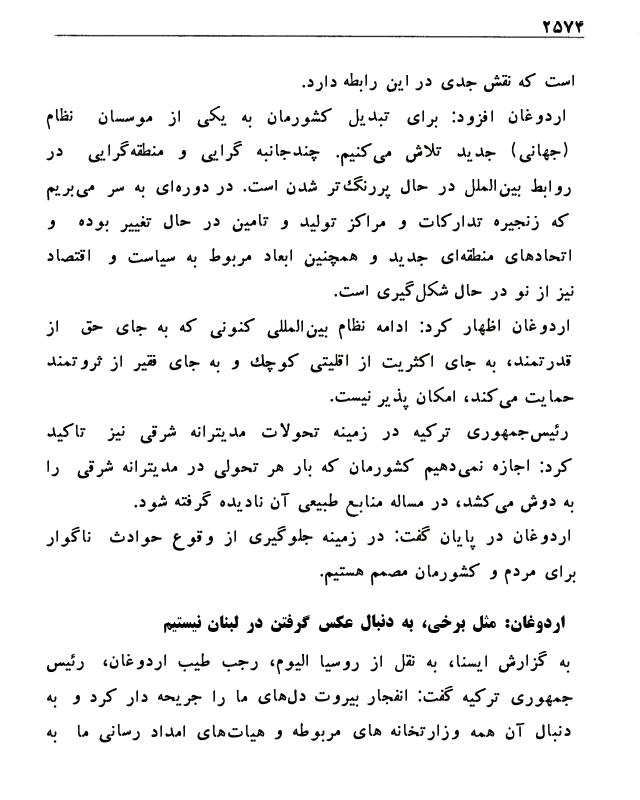 ۲۵۷۴
است که نقش جدی در این رابطه دارد.
اردوغان افزود: برای تبدیل کشورمان به یکی از موسسان نظام
(جهانی) جدید تلاش می‌کنیم. چندجانبه گرایی و منطقه‌گرایی در
روابط بین‌الملل در حال پررنگ‌تر شدن است. در دوره‌ای به سر می‌بریم
که زنجیره تدارکات و مراکز تولید و تامین در حال تغییر بوده و
اتحادهای منطقه‌ای جدید و همچنین ابعاد مربوط به سیاست و اقتصاد
نیز از نو در حال شکل‌گیری است.
اردوغان اظهار کرد: ادامه نظام بین‌المللی کنونی که به جای حق از
قدرتمند، به جای اکثریت از اقلیتی کوچك و به جای فقیر از ثروتمند
حمایت می‌کند، امکان پذیر نیست.
رئیس‌جمهوری ترکیه در زمینه تحولات مدیترانه شرقی نیز تاکید
کرد: اجازه نمی‌دهیم کشورمان که بار هر تحولی در مدیترانه شرقی را
به دوش می‌کشد، در مساله منابع طبیعی آن نادیده گرفته شود.
اردوغان در پایان گفت: در زمینه جلوگیری از وقوع حوادث ناگوار
برای مردم و کشورمان مصمم هستیم.
اردوغان: مثل برخی، به دنبال عکس گرفتن در لبنان نیستیم
به گزارش ایسنا، به نقل از روسیا الیوم، رجب طیب اردوغان، رئیس
جمهوری ترکیه گفت: انفجار بیروت دل‌های ما را جریحه دار کرد و به
دنبال آن همه وزارتخانه های مربوطه و هیات‌های امداد رسانی ما به